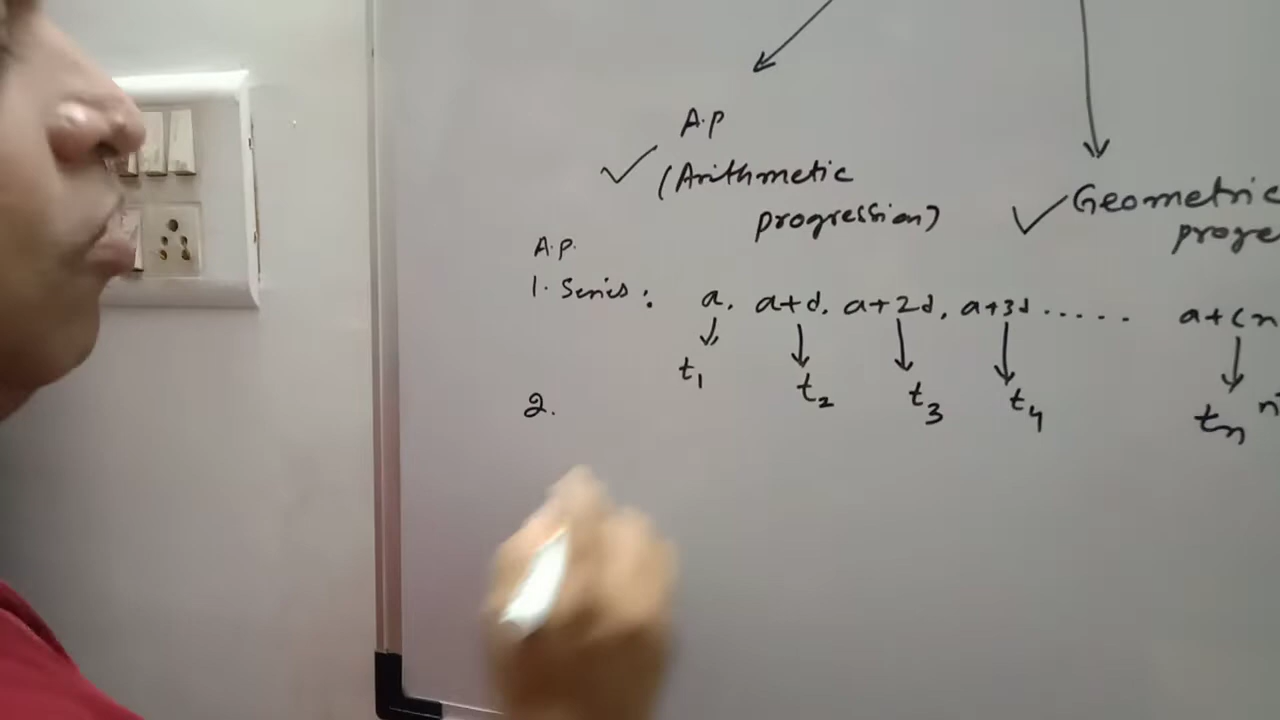 A.P
(Arithmetic
progression)
Geometric
progre
A.P.
1. Series: a, a+d, a+2d, a+3d ..... a+(n
t1 t2 t3 t4 tn n
2.